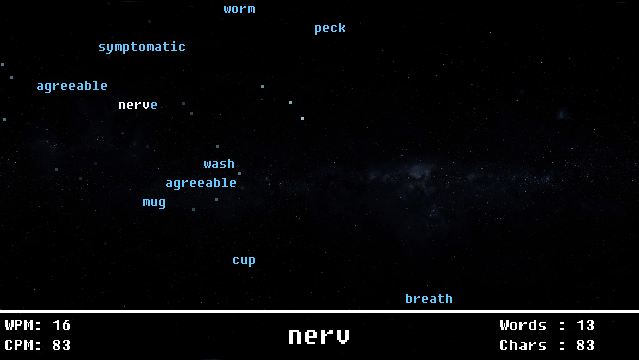 worm
peck
symptomatic
agreeable
nerve
wash
agreeable
mug
cup
breath
WPM: 16
CPM: 83
nerv
Words : 13
Chars : 83